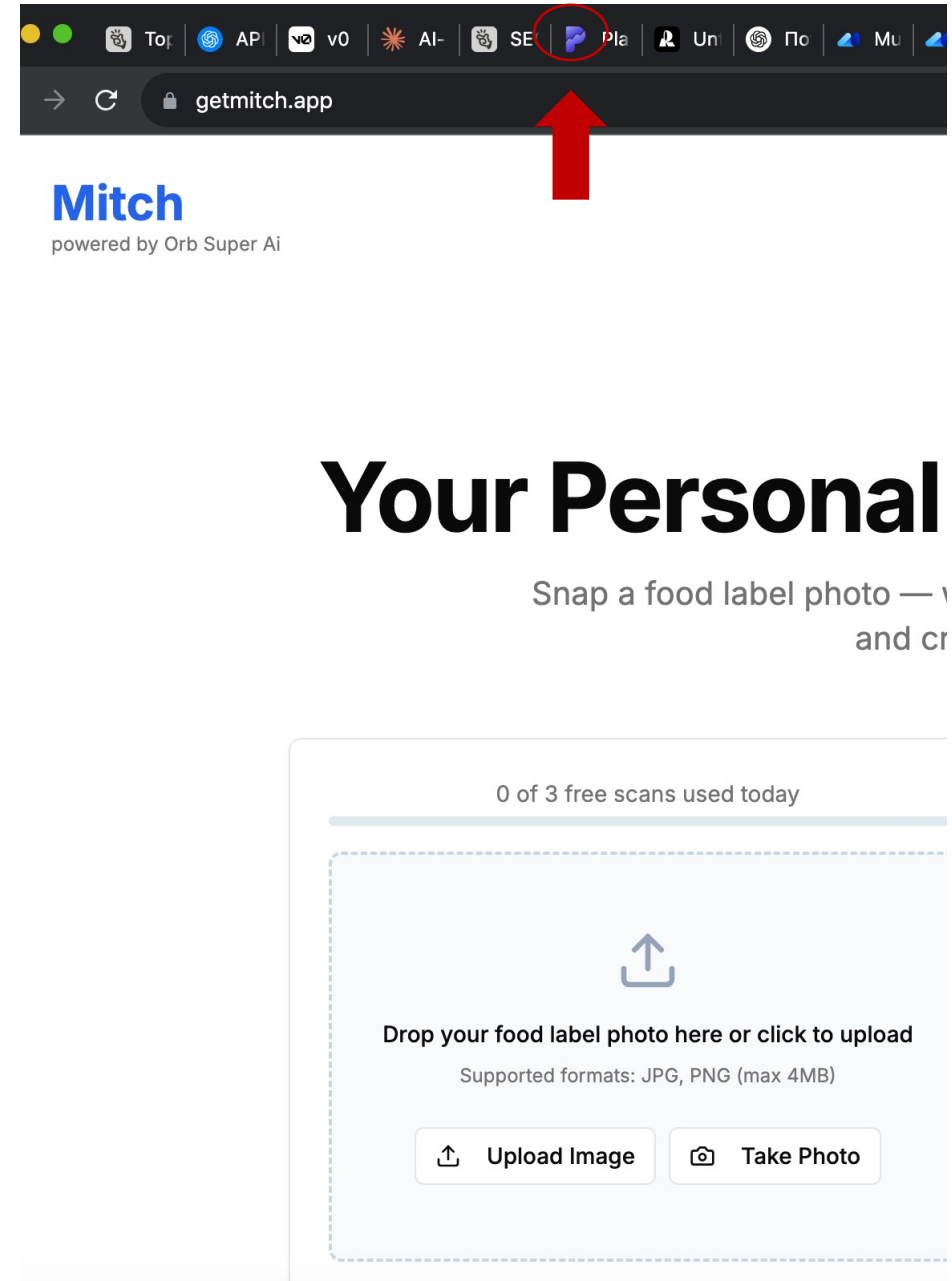 Top API v0 AI- SE Pla Unt По Mu
getmitch.app
Mitch
powered by Orb Super Ai
Your Personal
Snap a food label photo —
and cr
0 of 3 free scans used today
Drop your food label photo here or click to upload
Supported formats: JPG, PNG (max 4MB)
Upload Image Take Photo